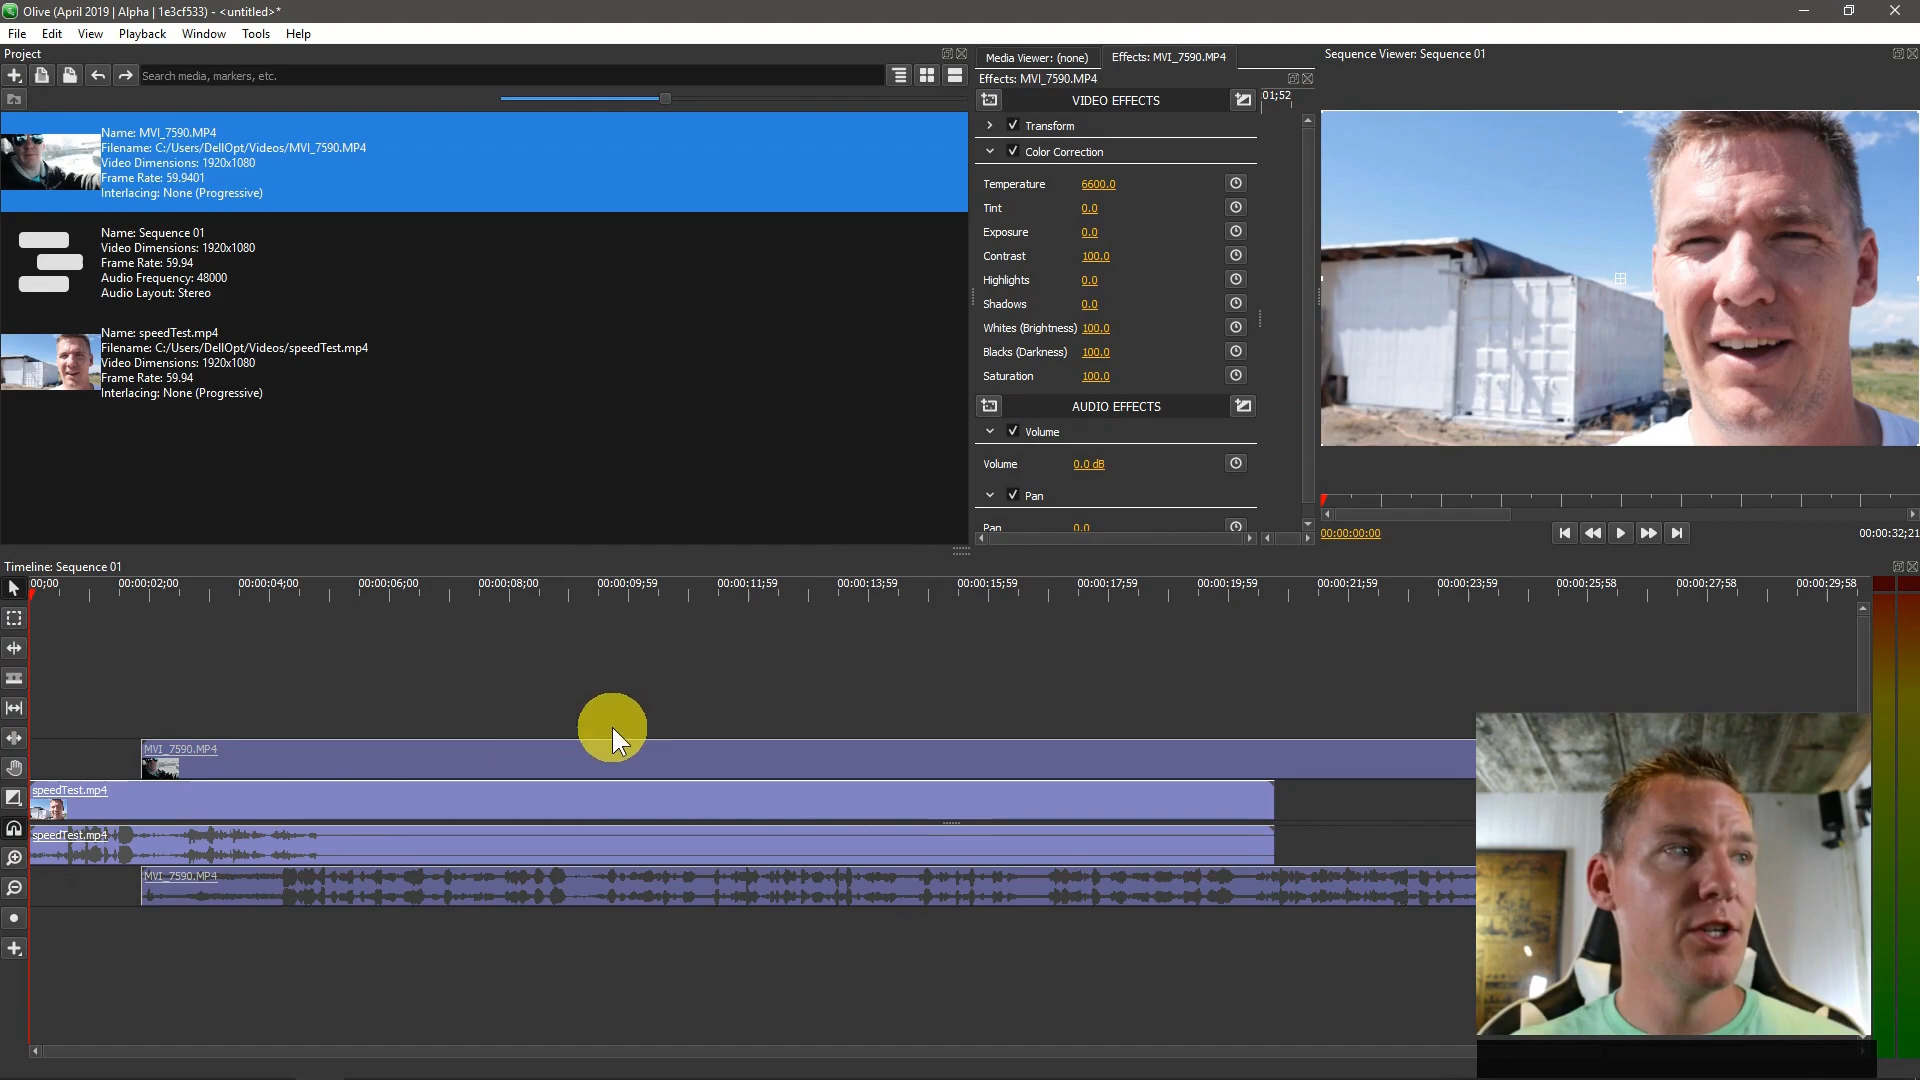 Olive (April 2019 | Alpha | 1e3cf533) - <untitled>*
File Edit View Playback Window Tools Help
Project
Search media, markers, etc.
Name: MVI_7590.MP4
Filename: C:/Users/DellOpt/Videos/MVI_7590.MP4
Video Dimensions: 1920x1080
Frame Rate: 59.9401
Interlacing: None (Progressive)
Name: Sequence 01
Video Dimensions: 1920x1080
Frame Rate: 59.94
Audio Frequency: 48000
Audio Layout: Stereo
Name: speedTest.mp4
Filename: C:/Users/DellOpt/Videos/speedTest.mp4
Video Dimensions: 1920x1080
Frame Rate: 59.94
Interlacing: None (Progressive)
Media Viewer: (none) Effects: MVI_7590.MP4
Effects: MVI_7590.MP4
VIDEO EFFECTS
01;52
Transform
Color Correction
Temperature 6600.0
Tint 0.0
Exposure 0.0
Contrast 100.0
Highlights 0.0
Shadows 0.0
Whites (Brightness) 100.0
Blacks (Darkness) 100.0
Saturation 100.0
AUDIO EFFECTS
Volume
Volume 0.0 dB
Pan
Pan 0.0
Sequence Viewer: Sequence 01
00:00:00;00
00:00:32;21
Timeline: Sequence 01
00;00 00:00:02;00 00:00:04;00 00:00:06;00 00:00:08;00 00:00:09;59 00:00:11;59 00:00:13;59 00:00:15;59 00:00:17;59 00:00:19;59 00:00:21;59 00:00:23;59 00:00:25;58 00:00:27;58 00:00:29;58
MVI_7590.MP4
speedTest.mp4
speedTest.mp4
MVI_7590.MP4